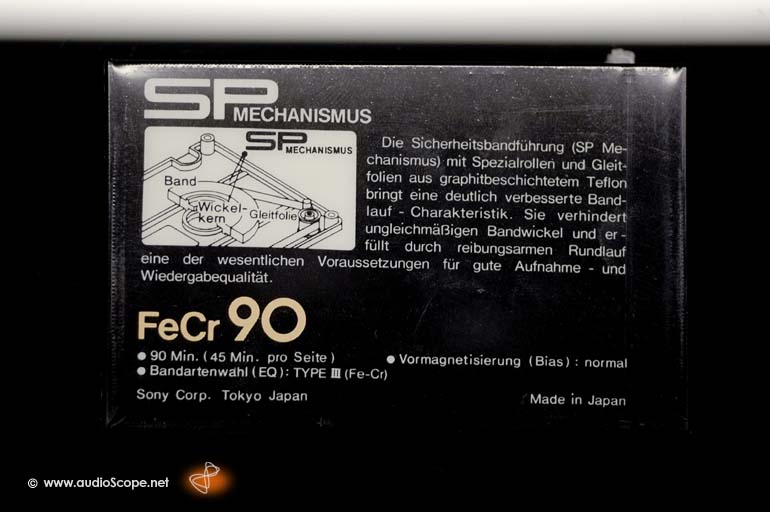 SP MECHANISMUS
SP
MECHANISMUS
Band
Wickel-
kern
Gleitfolie
Die Sicherheitsbandführung (SP Me-
chanismus) mit Spezialrollen und Gleit-
folien aus graphitbeschichtetem Teflon
bringt eine deutlich verbesserte Band-
lauf - Charakteristik. Sie verhindert
ungleichmäßigen Bandwickel und er-
füllt durch reibungsarmen Rundlauf
eine der wesentlichen Voraussetzungen für gute Aufnahme - und
Wiedergabequalität.
FeCr 90
● 90 Min. (45 Min. pro Seite) ● Vormagnetisierung (Bias) : normal
● Bandartenwahl (EQ): TYPE III (Fe-Cr)
Sony Corp. Tokyo Japan Made in Japan
© www.audioScope.net